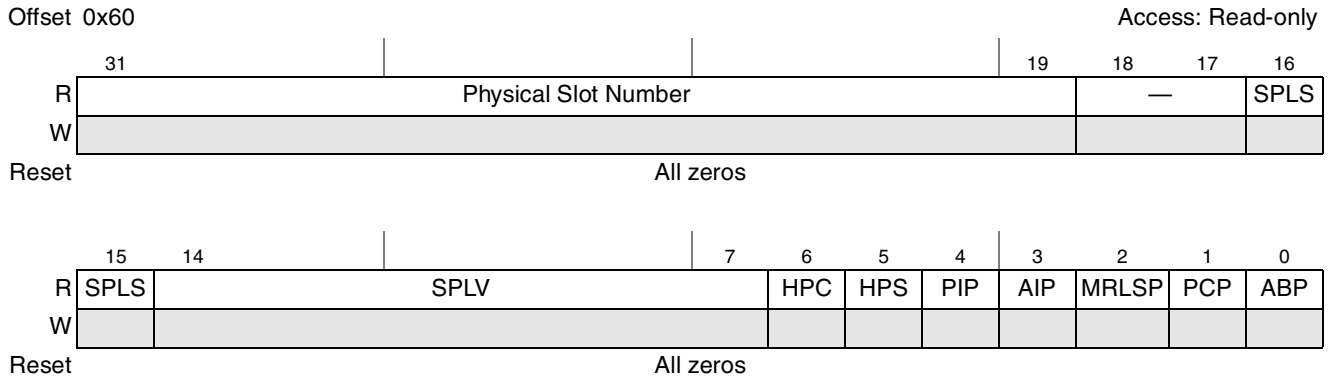 Offset 0x60 Access: Read-only
31 19 18 17 16
R Physical Slot Number — SPLS
W
Reset All zeros
15 14 7 6 5 4 3 2 1 0
R SPLS SPLV HPC HPS PIP AIP MRLSP PCP ABP
W
Reset All zeros